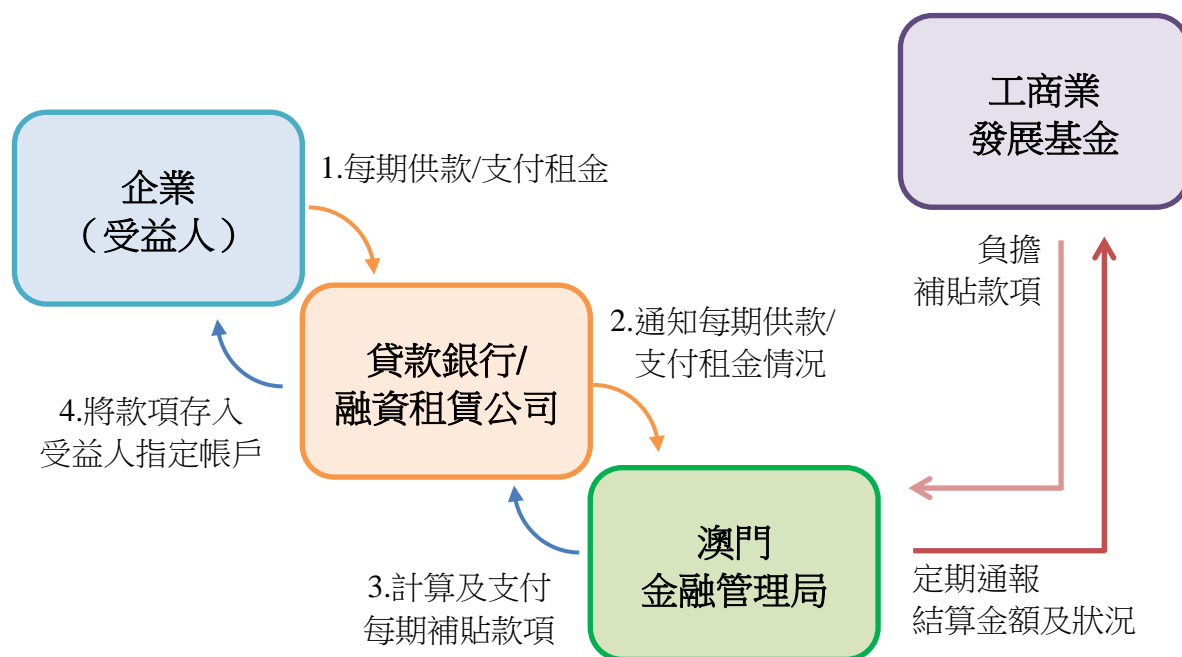 工商業
發展基金
企業
（受益人）
1.每期供款/支付租金
負擔
補貼款項
貸款銀行/
融資租賃公司
2.通知每期供款/
支付租金情況
4.將款項存入
受益人指定帳戶
澳門
金融管理局
3.計算及支付
每期補貼款項
定期通報
結算金額及狀況